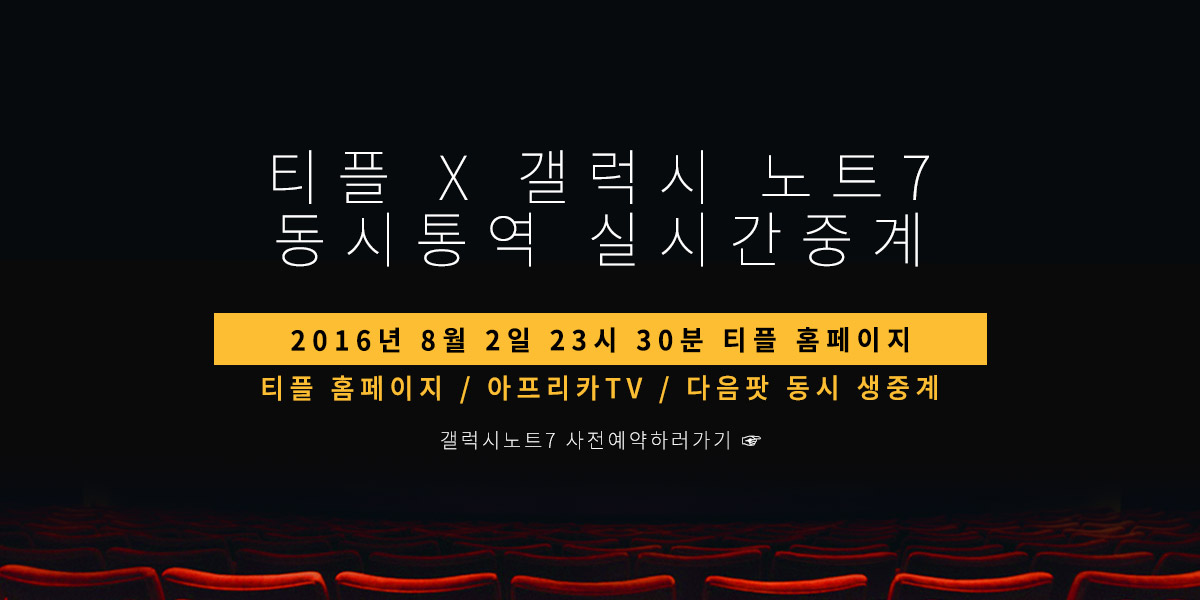 티플 X 갤럭시 노트7
동시통역 실시간중계
2016년 8월 2일 23시 30분 티플 홈페이지
티플 홈페이지 / 아프리카TV / 다음팟 동시 생중계
갤럭시노트7 사전예약하러가기 ☞